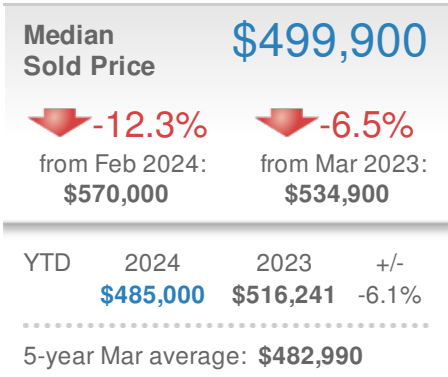 Median
Sold Price
$499,900
-12.3%
from Feb 2024:
$570,000
-6.5%
from Mar 2023:
$534,900
YTD 2024 2023 +/-
$485,000 $516,241 -6.1%
5-year Mar average: $482,990